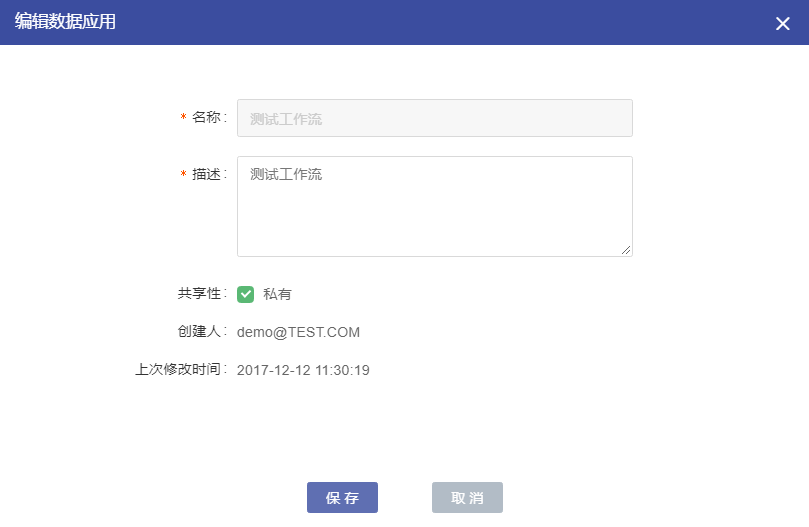 编辑数据应用
* 名称: 测试工作流
* 描述: 测试工作流
共享性: 私有
创建人: demo@TEST.COM
上次修改时间: 2017-12-12 11:30:19
保存 取消